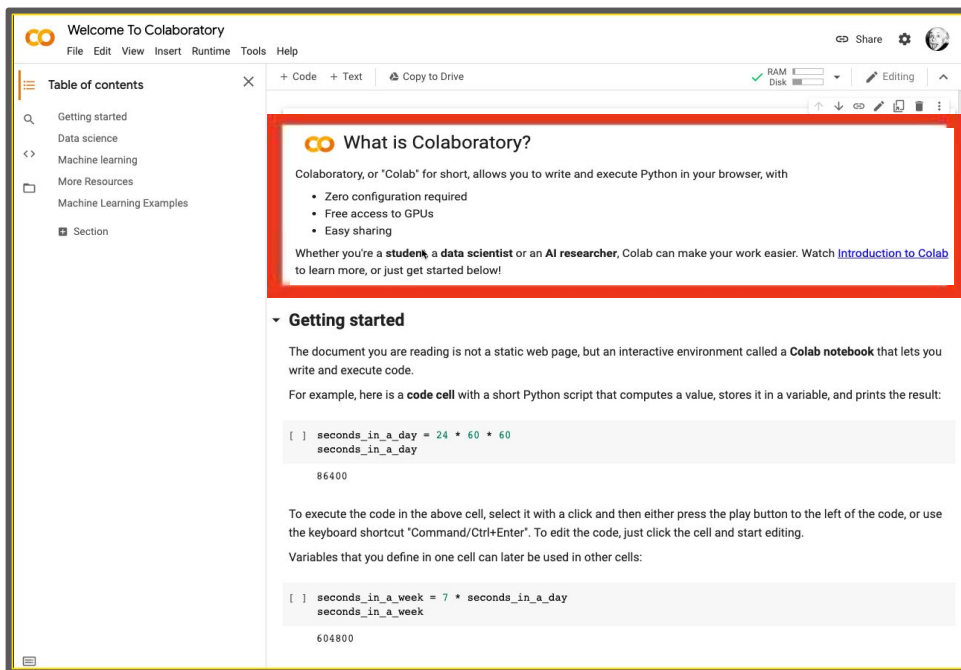 Welcome To Colaboratory
File Edit View Insert Runtime Tools Help
Share
Table of contents
+ Code + Text Copy to Drive
RAM
Disk
Editing
Getting started
Data science
Machine learning
More Resources
Machine Learning Examples
Section
What is Colaboratory?
Colaboratory, or "Colab" for short, allows you to write and execute Python in your browser, with
• Zero configuration required
• Free access to GPUs
• Easy sharing
Whether you're a student, a data scientist or an AI researcher, Colab can make your work easier. Watch Introduction to Colab
to learn more, or just get started below!
Getting started
The document you are reading is not a static web page, but an interactive environment called a Colab notebook that lets you
write and execute code.
For example, here is a code cell with a short Python script that computes a value, stores it in a variable, and prints the result:
[ ] seconds_in_a_day = 24 * 60 * 60
seconds_in_a_day
86400
To execute the code in the above cell, select it with a click and then either press the play button to the left of the code, or use
the keyboard shortcut "Command/Ctrl+Enter". To edit the code, just click the cell and start editing.
Variables that you define in one cell can later be used in other cells:
[ ] seconds_in_a_week = 7 * seconds_in_a_day
seconds_in_a_week
604800